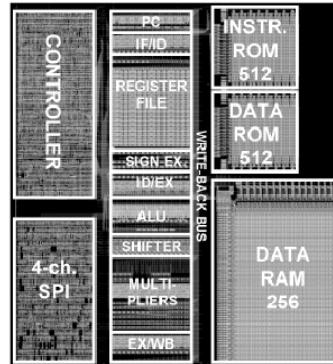 CONTROLLER
4-ch.
SPI
PC
IF/ID
REGISTER
FILE
SIGN EX
ID/EX
ALU
SHIFTER
MULTI-
PLIERS
EX/WB
WRITE-BACK BUS
INSTR.
ROM
512
DATA
ROM
512
DATA
RAM
256